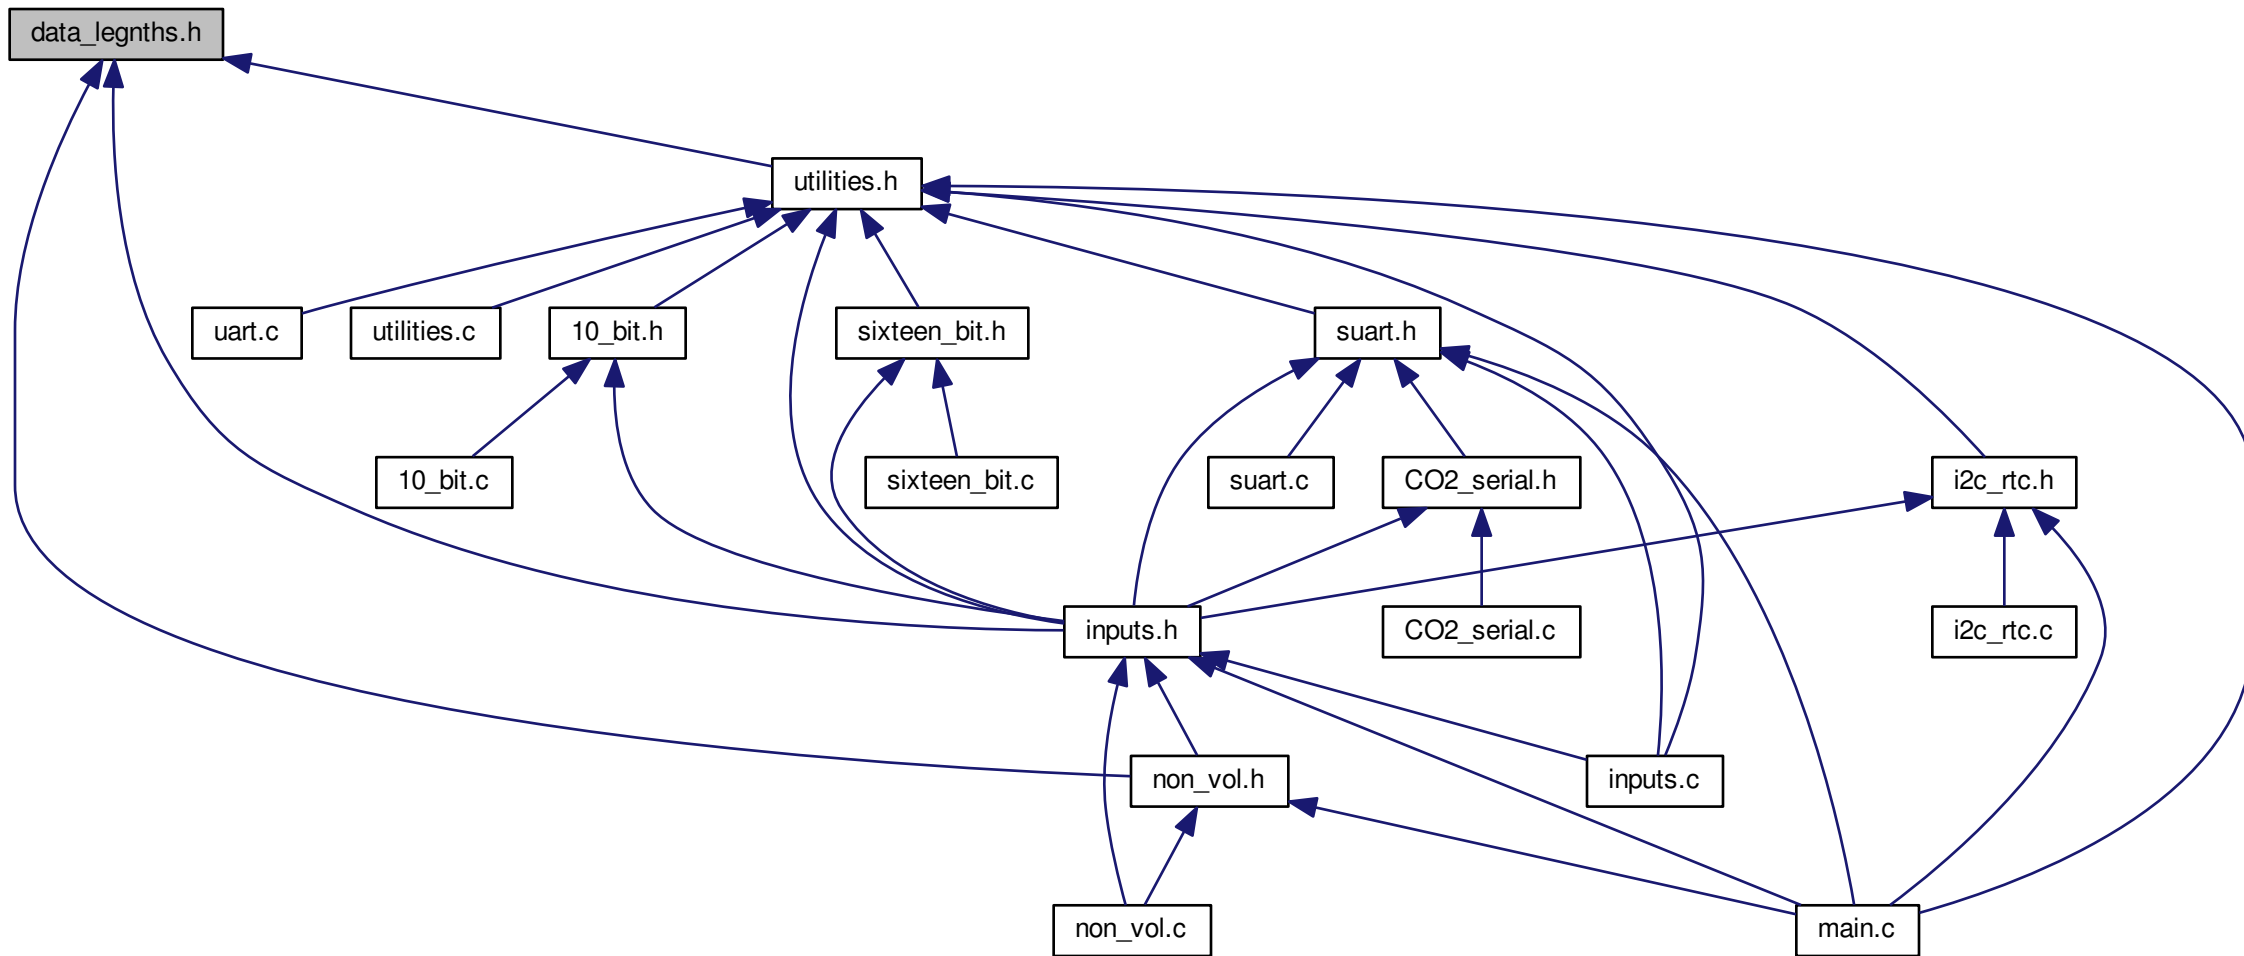 data_legnths.h
utilities.h
uart.c
utilities.c
10_bit.h
sixteen_bit.h
suart.h
10_bit.c
sixteen_bit.c
suart.c
CO2_serial.h
i2c_rtc.h
inputs.h
CO2_serial.c
i2c_rtc.c
non_vol.h
inputs.c
non_vol.c
main.c